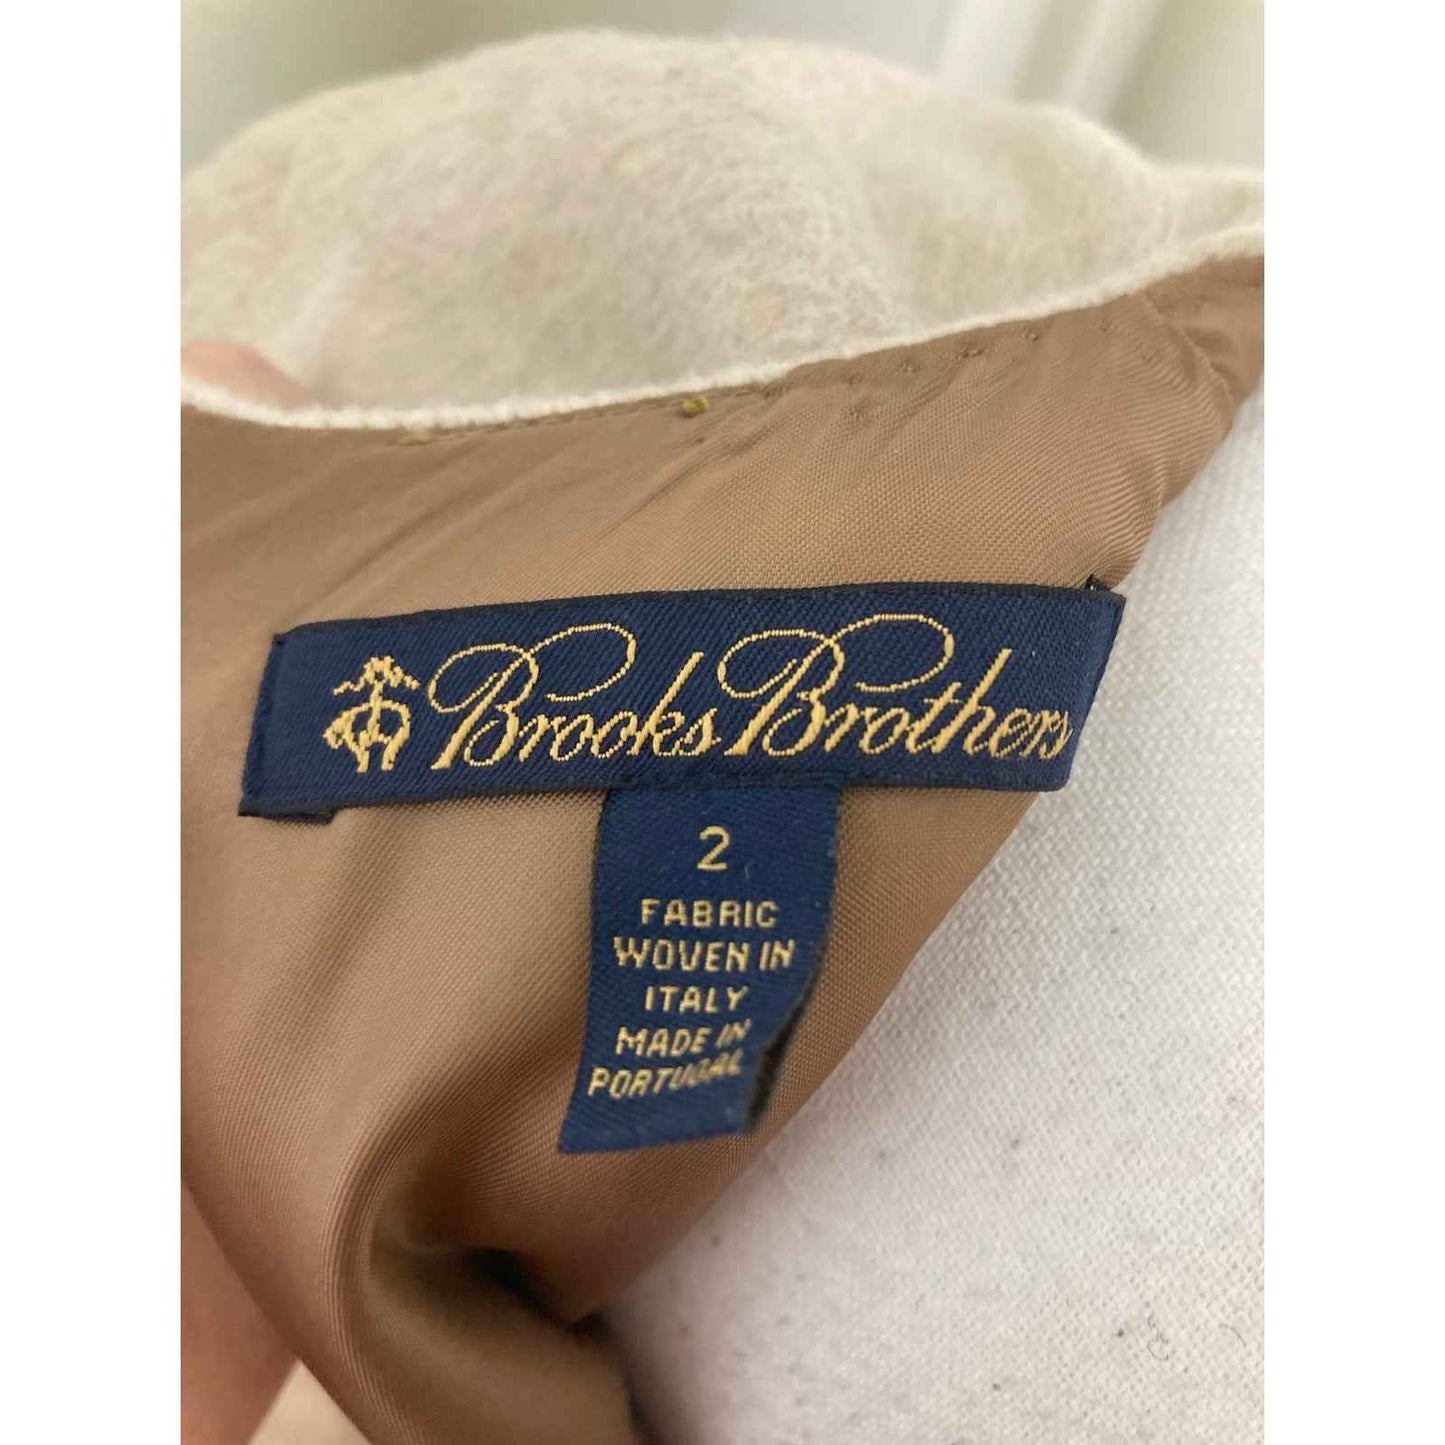 Brooks Brothers
2
FABRIC
WOVEN IN
ITALY
MADE IN
PORTUGAL